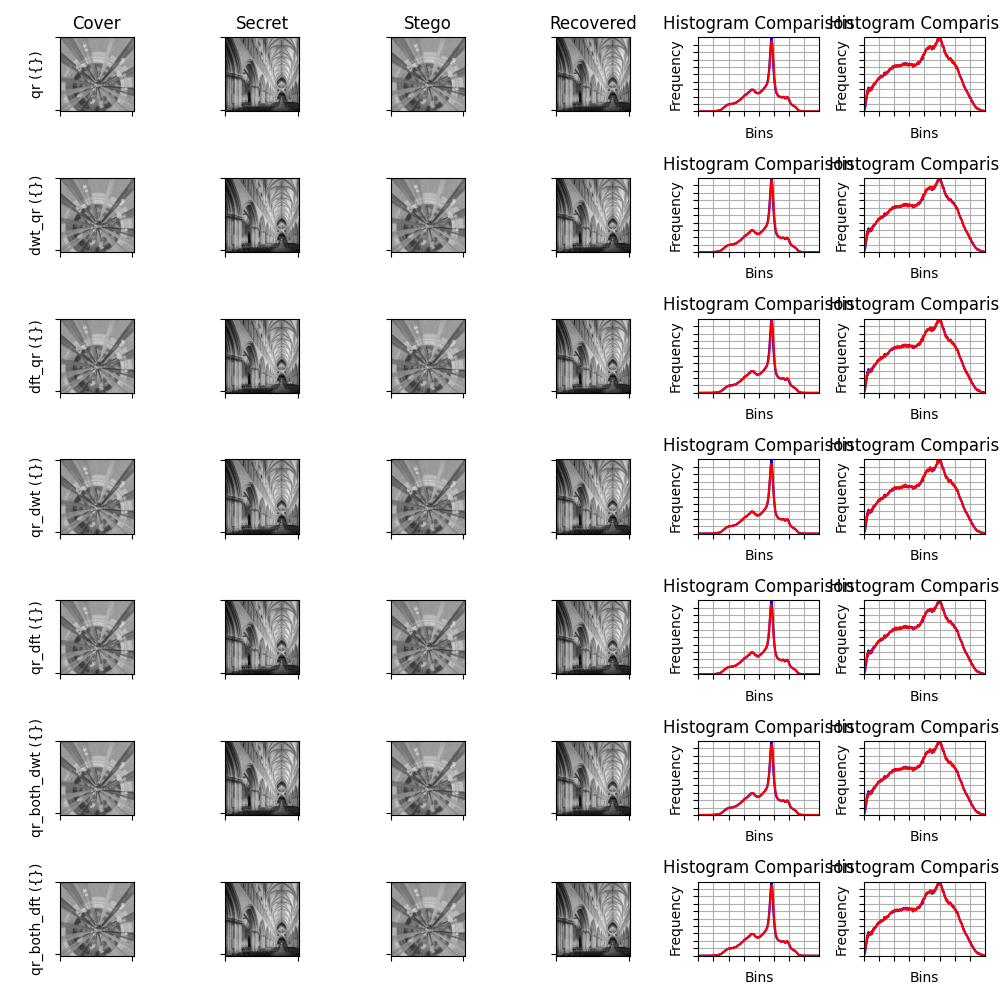 Cover Secret Stego Recovered Histogram Comparison Histogram Comparis
qr ({}) Frequency Frequency
Bins Bins
Histogram Comparison Histogram Comparis
dwt_qr ({}) Frequency Frequency
Bins Bins
Histogram Comparison Histogram Comparis
dft_qr ({}) Frequency Frequency
Bins Bins
Histogram Comparison Histogram Comparis
qr_dwt ({}) Frequency Frequency
Bins Bins
Histogram Comparison Histogram Comparis
qr_dft ({}) Frequency Frequency
Bins Bins
Histogram Comparison Histogram Comparis
qr_both_dwt ({}) Frequency Frequency
Bins Bins
Histogram Comparison Histogram Comparis
qr_both_dft ({}) Frequency Frequency
Bins Bins